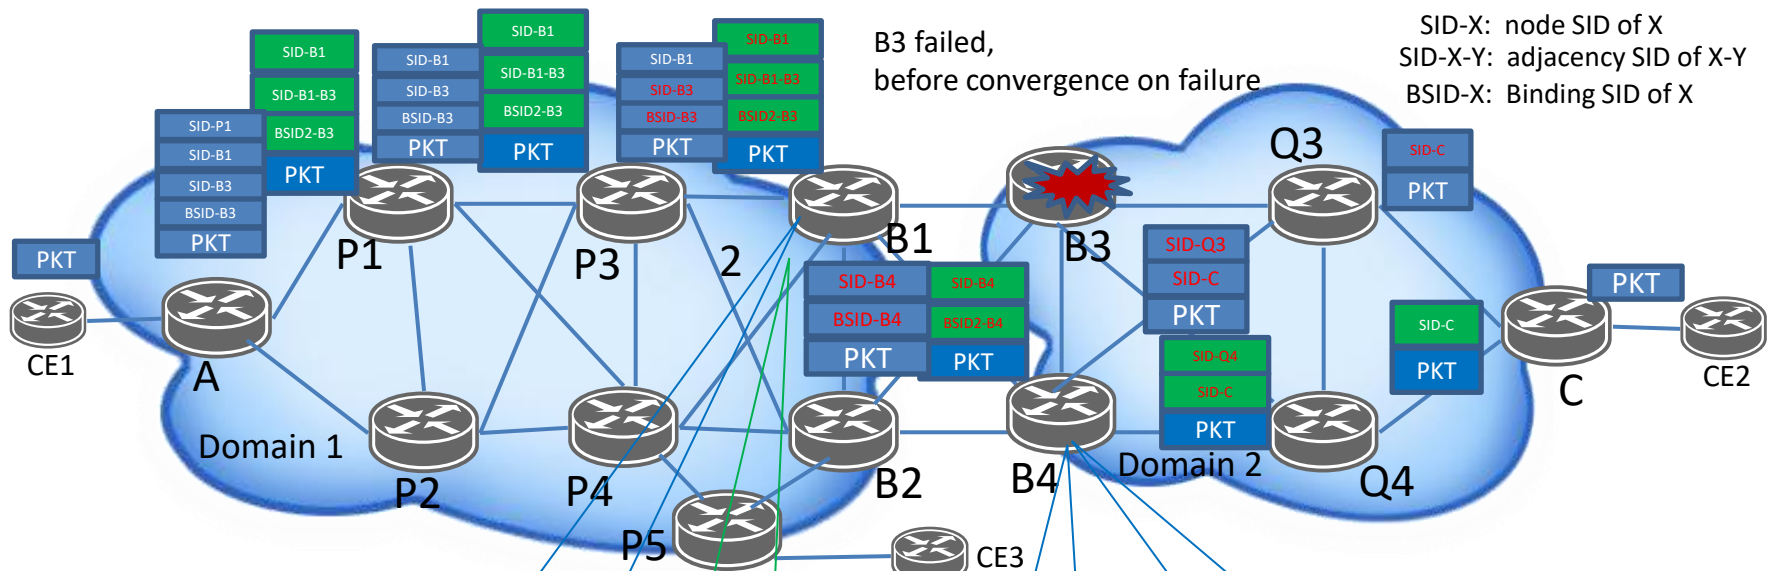 B3 failed,
before convergence on failure
SID-X: node SID of X
SID-X-Y: adjacency SID of X-Y
BSID-X: Binding SID of X
PKT
CE1
A
SID-P1
SID-B1
SID-B3
BSID-B3
PKT
SID-B1
SID-B1-B3
BSID2-B3
PKT
P1
SID-B1
SID-B3
BSID-B3
PKT
SID-B1
SID-B1-B3
BSID2-B3
PKT
P3
SID-B1
SID-B3
BSID-B3
PKT
SID-B1
SID-B1-B3
BSID2-B3
PKT
2
B1
B3
Q3
SID-C
PKT
SID-B4
BSID-B4
PKT
SID-B4
BSID2-B4
PKT
SID-Q3
SID-C
PKT
SID-Q4
SID-C
PKT
SID-C
PKT
PKT
C
CE2
Domain 1
P2
P4
B2
B4
Domain 2
Q4
P5
CE3